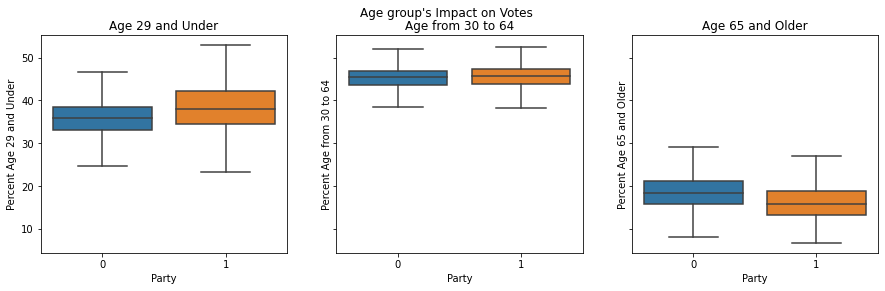 Age group's Impact on Votes
Age 29 and Under
Percent Age 29 and Under
50
40
30
20
10
0
1
Party
Age from 30 to 64
Percent Age from 30 to 64
0
1
Party
Age 65 and Older
Percent Age 65 and Older
0
1
Party